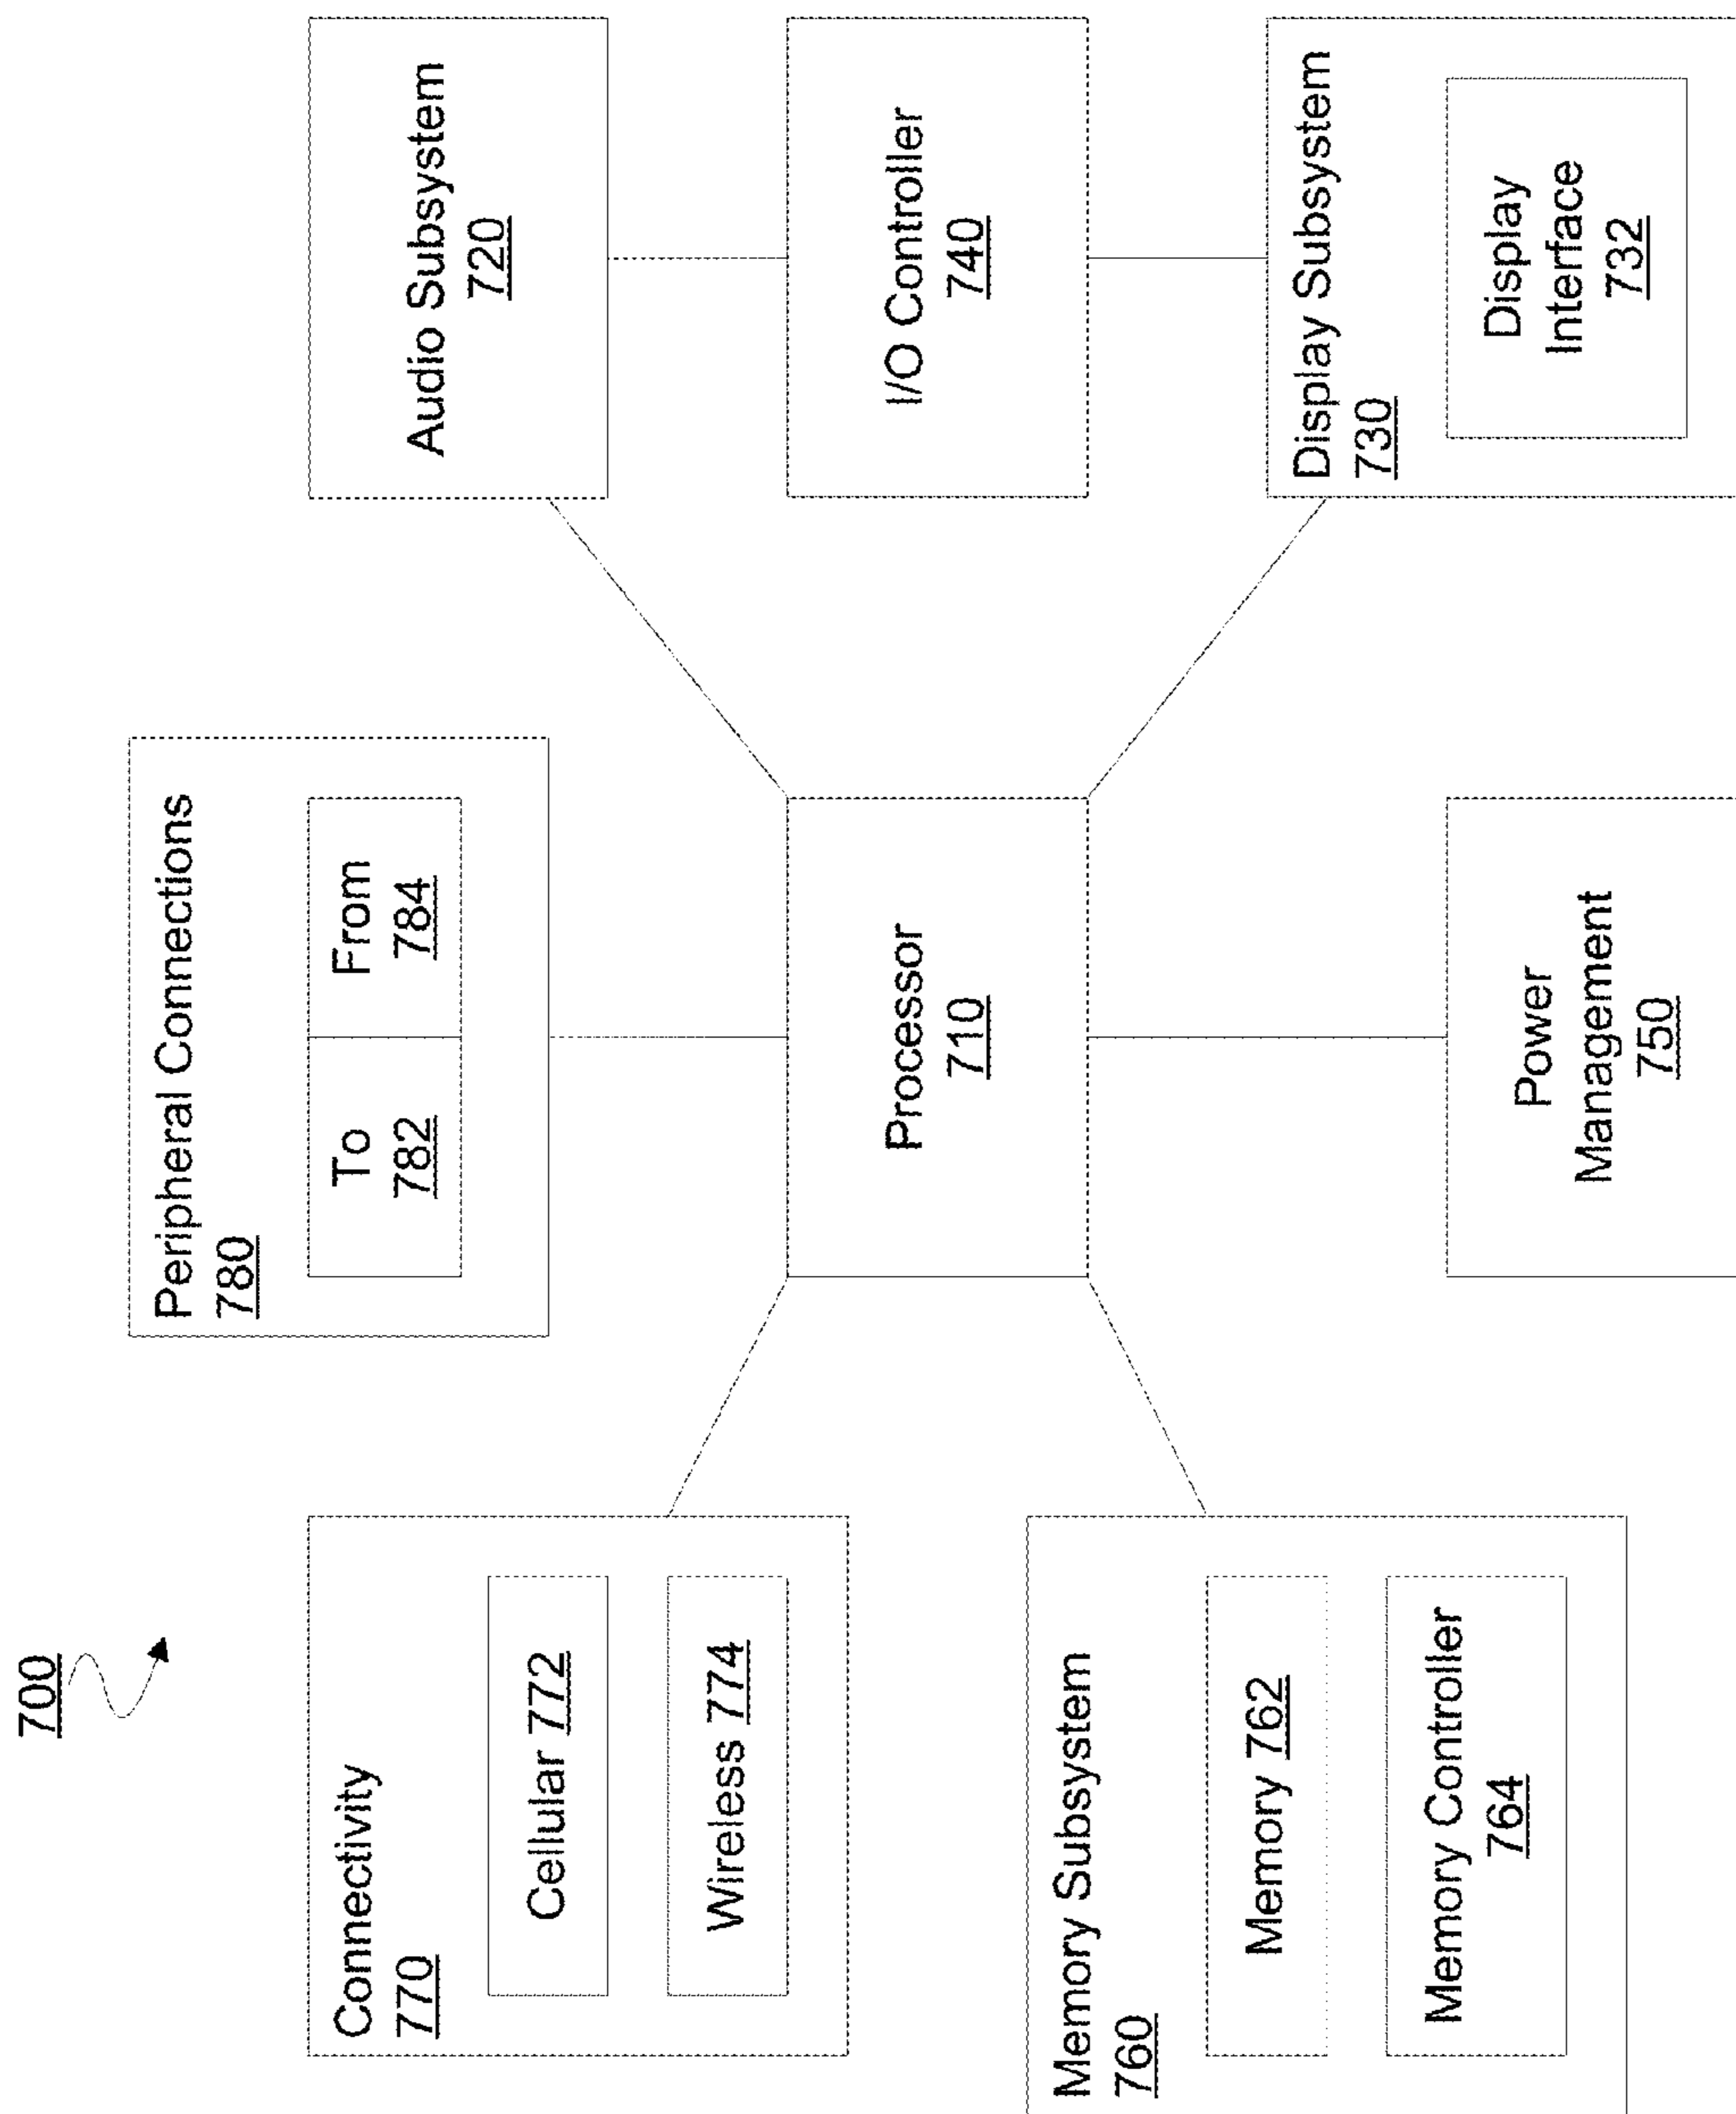 700
Peripheral Connections
780
To
782
From
784
Connectivity
770
Cellular 772
Wireless 774
Audio Subsystem
720
Processor
710
I/O Controller
740
Memory Subsystem
760
Memory 762
Memory Controller
764
Power
Management
750
Display Subsystem
730
Display
Interface
732